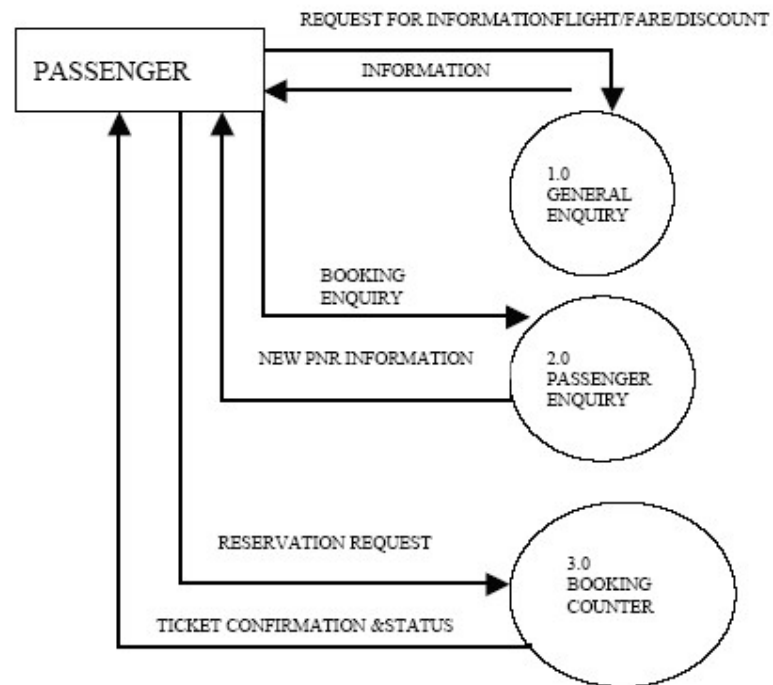 REQUEST FOR INFORMATIONFLIGHT/FARE/DISCOUNT
PASSENGER
INFORMATION
1.0
GENERAL
ENQUIRY
BOOKING
ENQUIRY
NEW PNR INFORMATION
2.0
PASSENGER
ENQUIRY
RESERVATION REQUEST
3.0
BOOKING
COUNTER
TICKET CONFIRMATION &STATUS